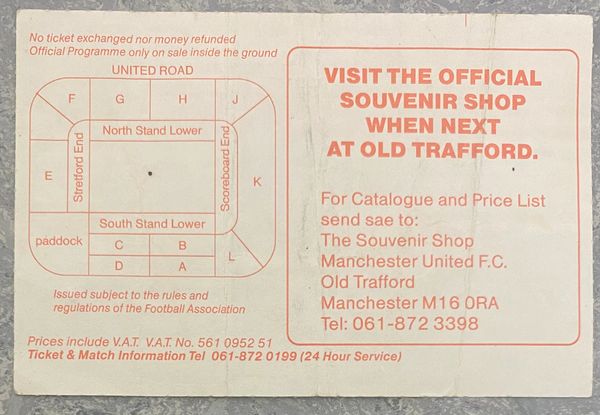 No ticket exchanged nor money refunded
Official Programme only on sale inside the ground
UNITED ROAD
F G H J
North Stand Lower
Stretford End
Scoreboard End
E
K
South Stand Lower
paddock
C B
D A
L
Issued subject to the rules and
regulations of the Football Association
Prices include V.A.T. V.A.T. No. 561 0952 51
Ticket & Match Information Tel 061-872 0199 (24 Hour Service)
VISIT THE OFFICIAL
SOUVENIR SHOP
WHEN NEXT
AT OLD TRAFFORD.
For Catalogue and Price List
send sae to:
The Souvenir Shop
Manchester United F.C.
Old Trafford
Manchester M16 0RA
Tel: 061-872 3398